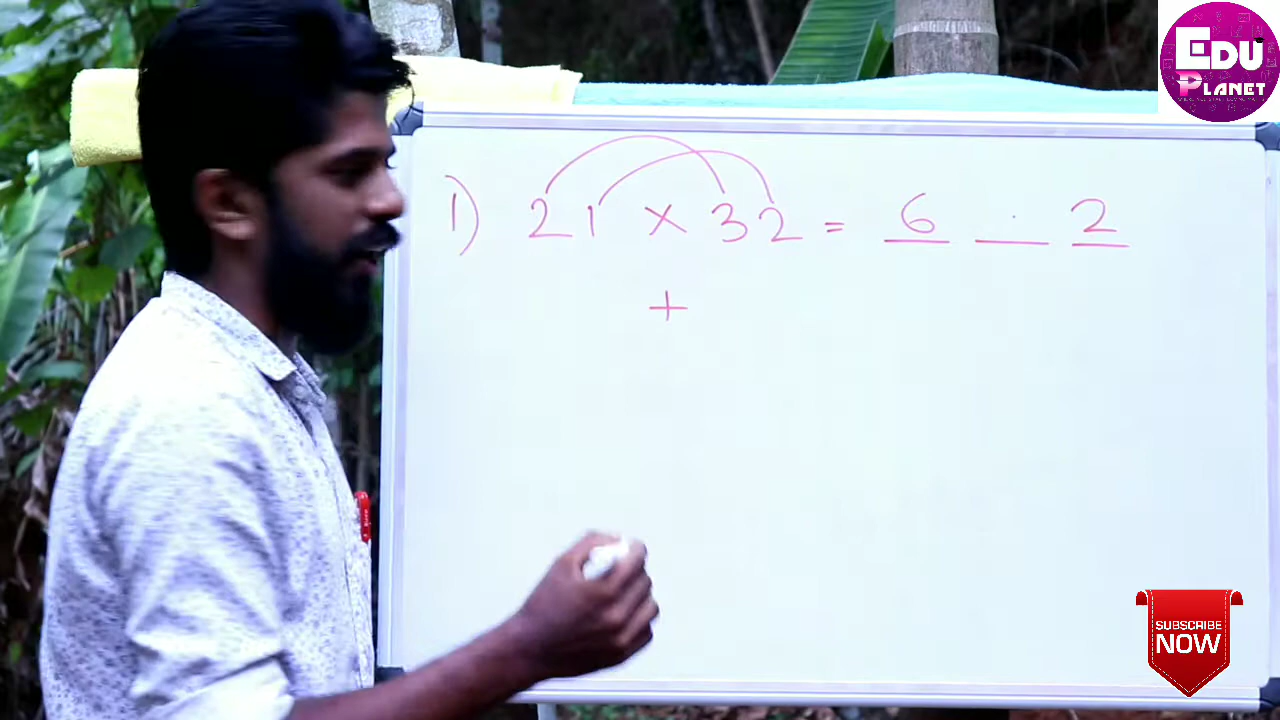 EDU
PLANET
1) 21 × 32 = 6 _ 2
+
SUBSCRIBE
NOW